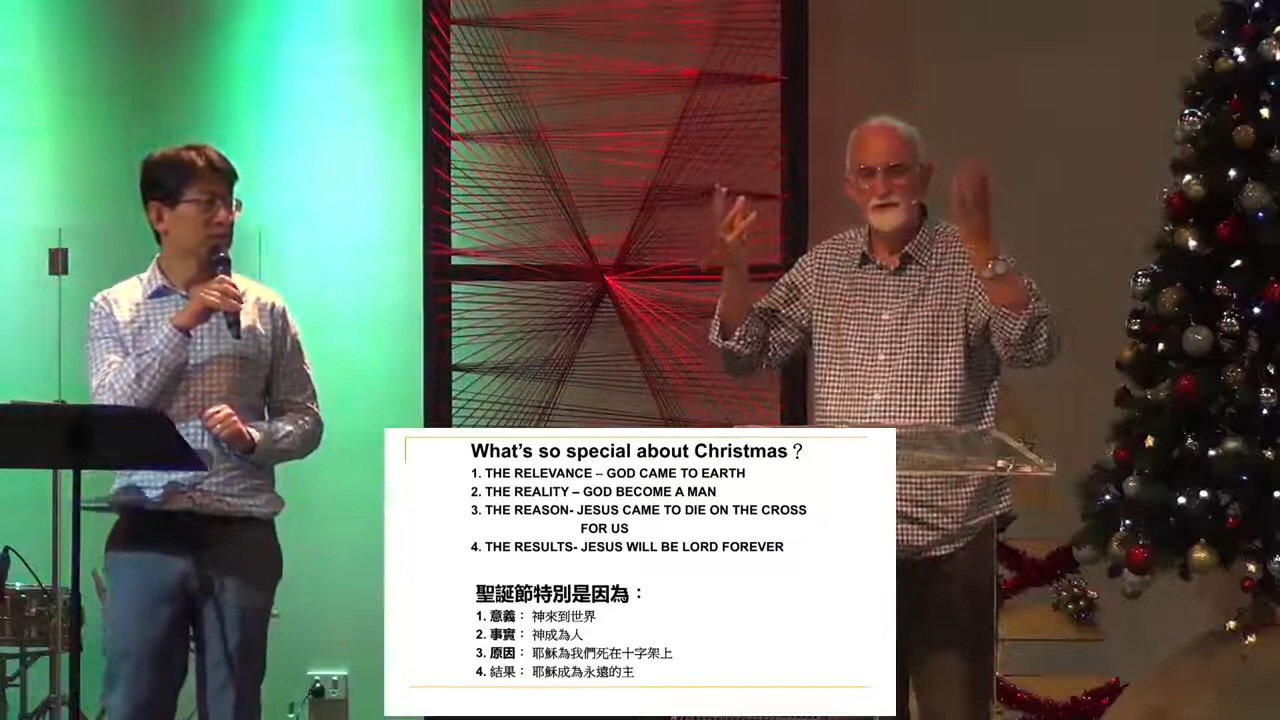 What's so special about Christmas？
1. THE RELEVANCE – GOD CAME TO EARTH
2. THE REALITY – GOD BECOME A MAN
3. THE REASON- JESUS CAME TO DIE ON THE CROSS
FOR US
4. THE RESULTS- JESUS WILL BE LORD FOREVER
聖誕節特別是因為：
1. 意義： 神來到世界
2. 事實： 神成為人
3. 原因： 耶穌為我們死在十字架上
4. 結果： 耶穌成為永遠的主